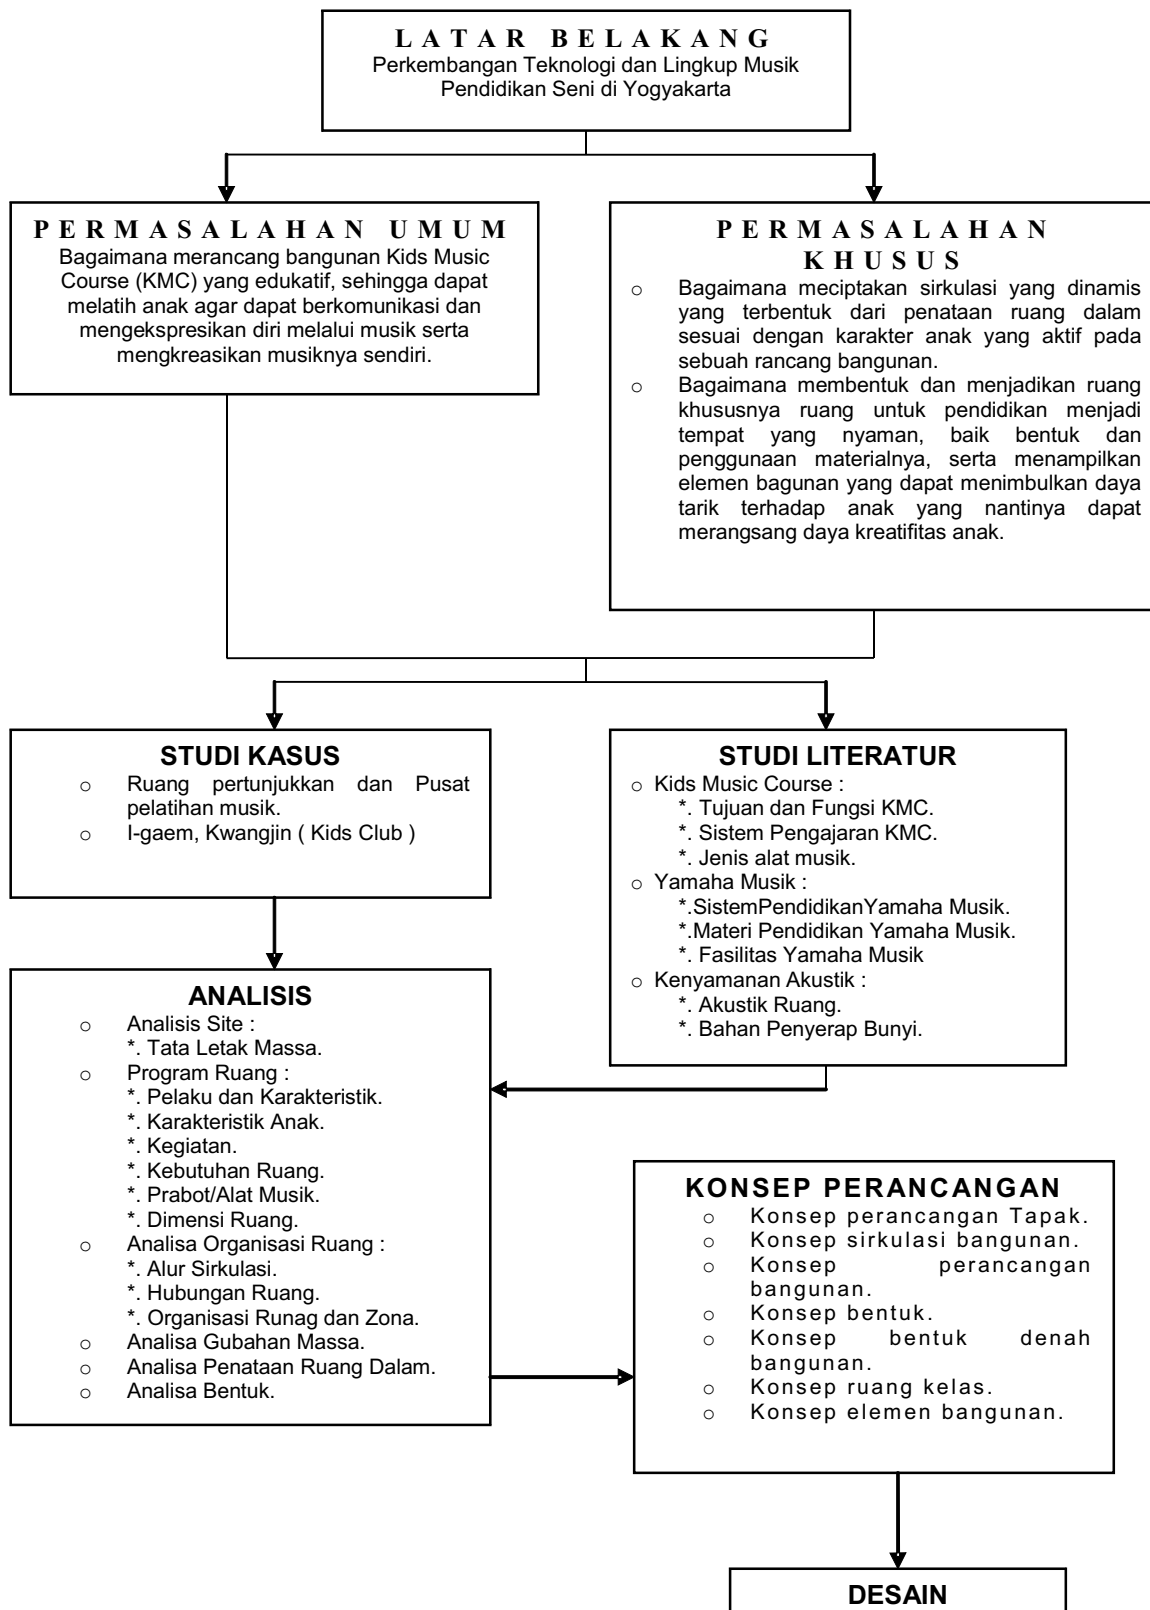 LATAR BELAKANG
Perkembangan Teknologi dan Lingkup Musik
Pendidikan Seni di Yogyakarta
PERMASALAHAN UMUM
Bagaimana merancang bangunan Kids Music
Course (KMC) yang edukatif, sehingga dapat
melatih anak agar dapat berkomunikasi dan
mengekspresikan diri melalui musik serta
mengkreasikan musiknya sendiri.
PERMASALAHAN
KHUSUS
o Bagaimana meciptakan sirkulasi yang dinamis
yang terbentuk dari penataan ruang dalam
sesuai dengan karakter anak yang aktif pada
sebuah rancang bangunan.
o Bagaimana membentuk dan menjadikan ruang
khususnya ruang untuk pendidikan menjadi
tempat yang nyaman, baik bentuk dan
penggunaan materialnya, serta menampilkan
elemen bagunan yang dapat menimbulkan daya
tarik terhadap anak yang nantinya dapat
merangsang daya kreatifitas anak.
STUDI KASUS
o Ruang pertunjukkan dan Pusat
pelatihan musik.
o I-gaem, Kwangjin ( Kids Club )
STUDI LITERATUR
o Kids Music Course :
*. Tujuan dan Fungsi KMC.
*. Sistem Pengajaran KMC.
*. Jenis alat musik.
o Yamaha Musik :
*.SistemPendidikanYamaha Musik.
*.Materi Pendidikan Yamaha Musik.
*. Fasilitas Yamaha Musik
o Kenyamanan Akustik :
*. Akustik Ruang.
*. Bahan Penyerap Bunyi.
ANALISIS
o Analisis Site :
*. Tata Letak Massa.
o Program Ruang :
*. Pelaku dan Karakteristik.
*. Karakteristik Anak.
*. Kegiatan.
*. Kebutuhan Ruang.
*. Prabot/Alat Musik.
*. Dimensi Ruang.
o Analisa Organisasi Ruang :
*. Alur Sirkulasi.
*. Hubungan Ruang.
*. Organisasi Runag dan Zona.
o Analisa Gubahan Massa.
o Analisa Penataan Ruang Dalam.
o Analisa Bentuk.
KONSEP PERANCANGAN
o Konsep perancangan Tapak.
o Konsep sirkulasi bangunan.
o Konsep perancangan
bangunan.
o Konsep bentuk.
o Konsep bentuk denah
bangunan.
o Konsep ruang kelas.
o Konsep elemen bangunan.
DESAIN